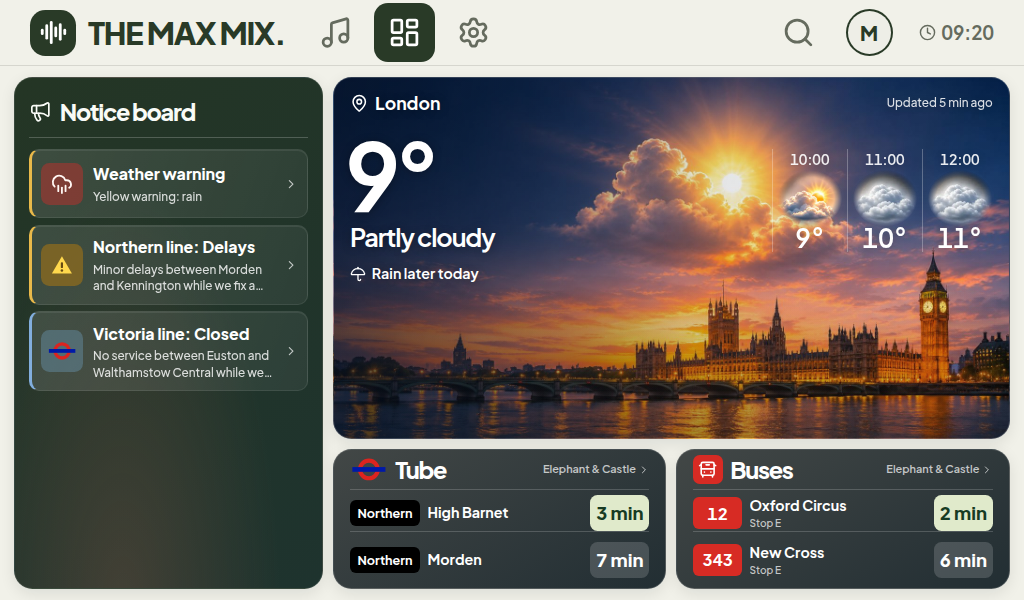 THE MAX MIX.
M
09:20
Notice board
Weather warning
Yellow warning: rain
Northern line: Delays
Minor delays between Morden
and Kennington while we fix a...
Victoria line: Closed
No service between Euston and
Walthamstow Central while we...
London
Updated 5 min ago
9°
Partly cloudy
Rain later today
10:00
11:00
12:00
9°
10°
11°
Tube
Elephant & Castle
Northern
High Barnet
3 min
Northern
Morden
7 min
Buses
Elephant & Castle
12
Oxford Circus
Stop E
2 min
343
New Cross
Stop E
6 min